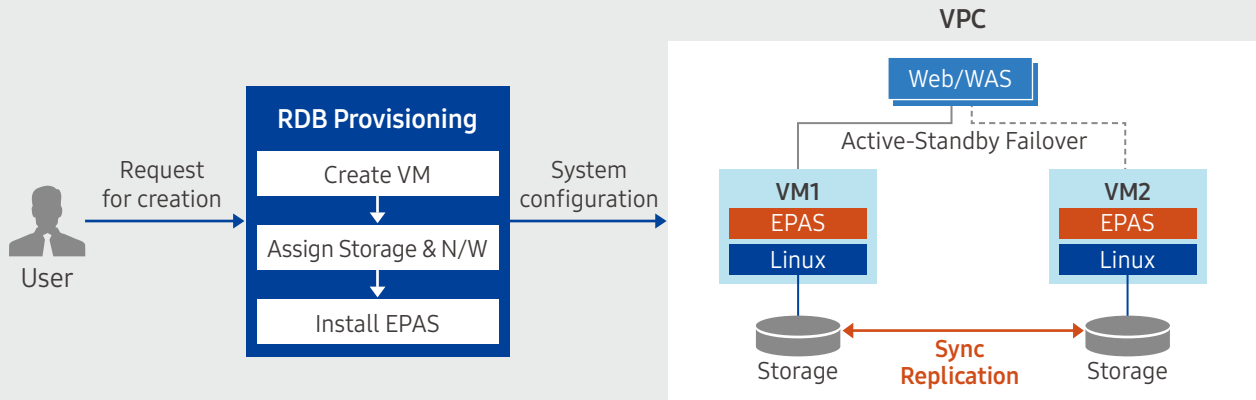 User
Request
for creation
RDB Provisioning
Create VM
Assign Storage & N/W
Install EPAS
System
configuration
VPC
Web/WAS
Active-Standby Failover
VM1
EPAS
Linux
Storage
VM2
EPAS
Linux
Storage
Sync
Replication